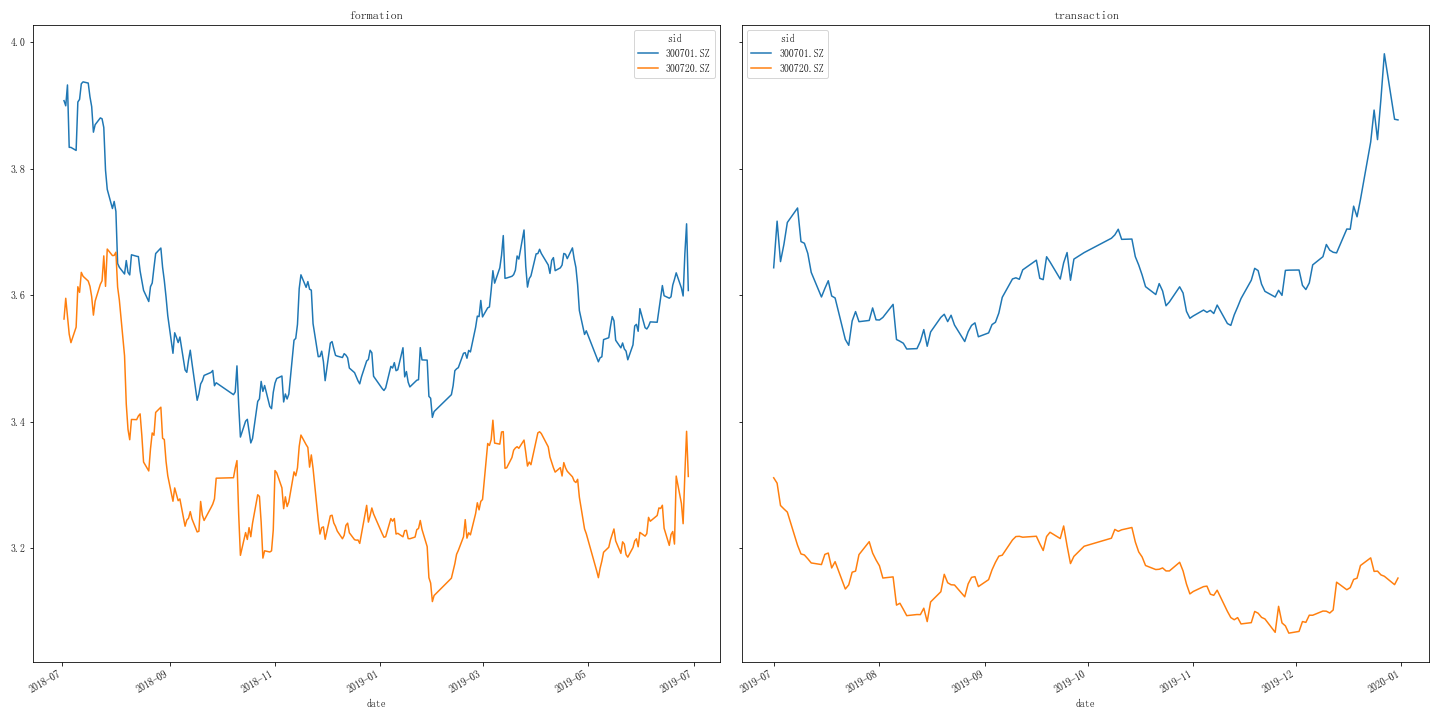 formation
transaction
sid
300701.SZ
300720.SZ
sid
300701.SZ
300720.SZ
4.0
3.8
3.6
3.4
3.2
2018-07
2018-09
2018-11
2019-01
2019-03
2019-05
2019-07
date
2019-07
2019-08
2019-09
2019-10
2019-11
2019-12
2020-01
date